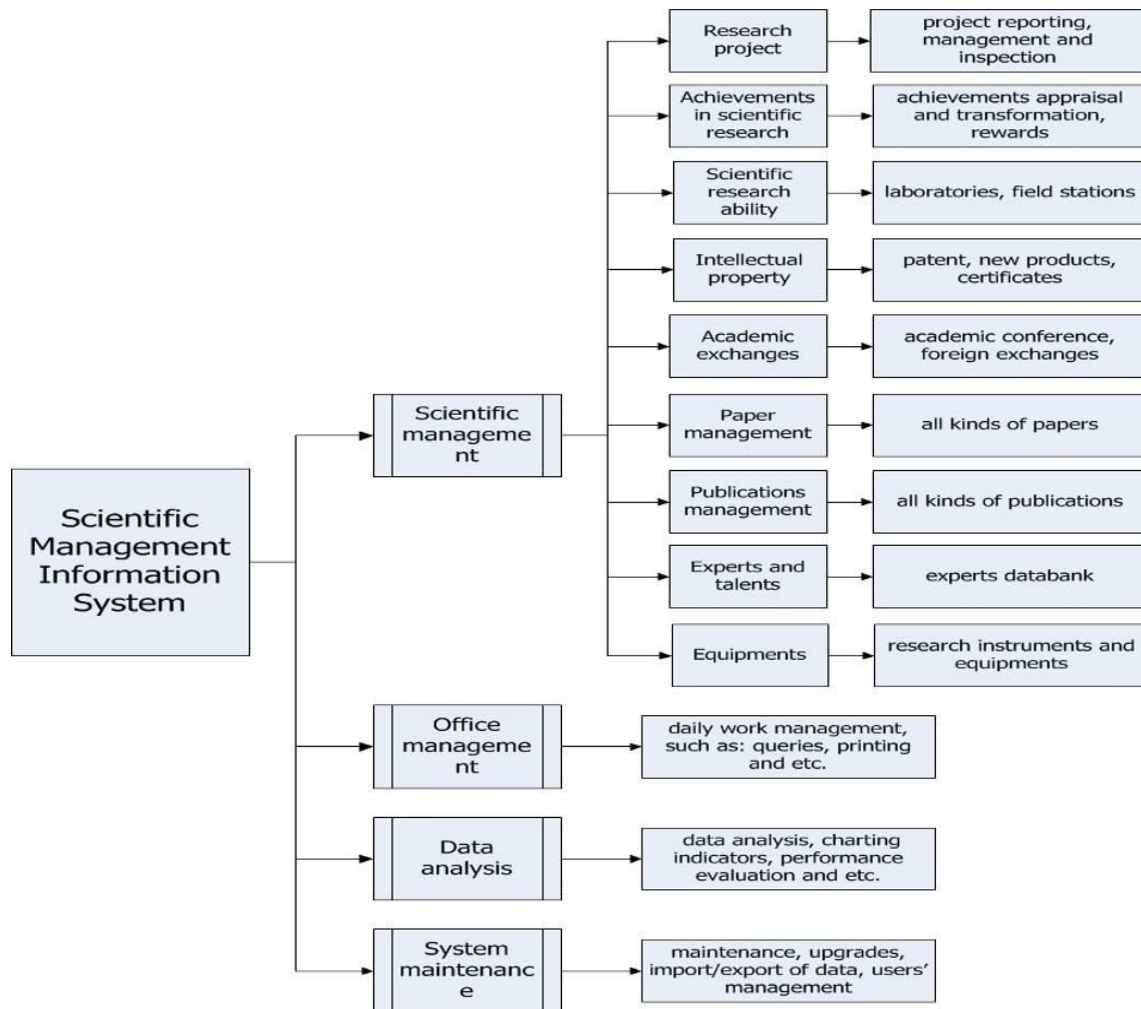 Scientific
Management
Information
System
Scientific
manageme
nt
Research
project
project reporting,
management and
inspection
Achievements
in scientific
research
achievements appraisal
and transformation,
rewards
Scientific
research
ability
laboratories, field stations
Intellectual
property
patent, new products,
certificates
Academic
exchanges
academic conference,
foreign exchanges
Paper
management
all kinds of papers
Publications
management
all kinds of publications
Experts and
talents
experts databank
Equipments
research instruments and
equipments
Office
manageme
nt
daily work management,
such as: queries, printing
and etc.
Data
analysis
data analysis, charting
indicators, performance
evaluation and etc.
System
maintenanc
e
maintenance, upgrades,
import/export of data, users’
management